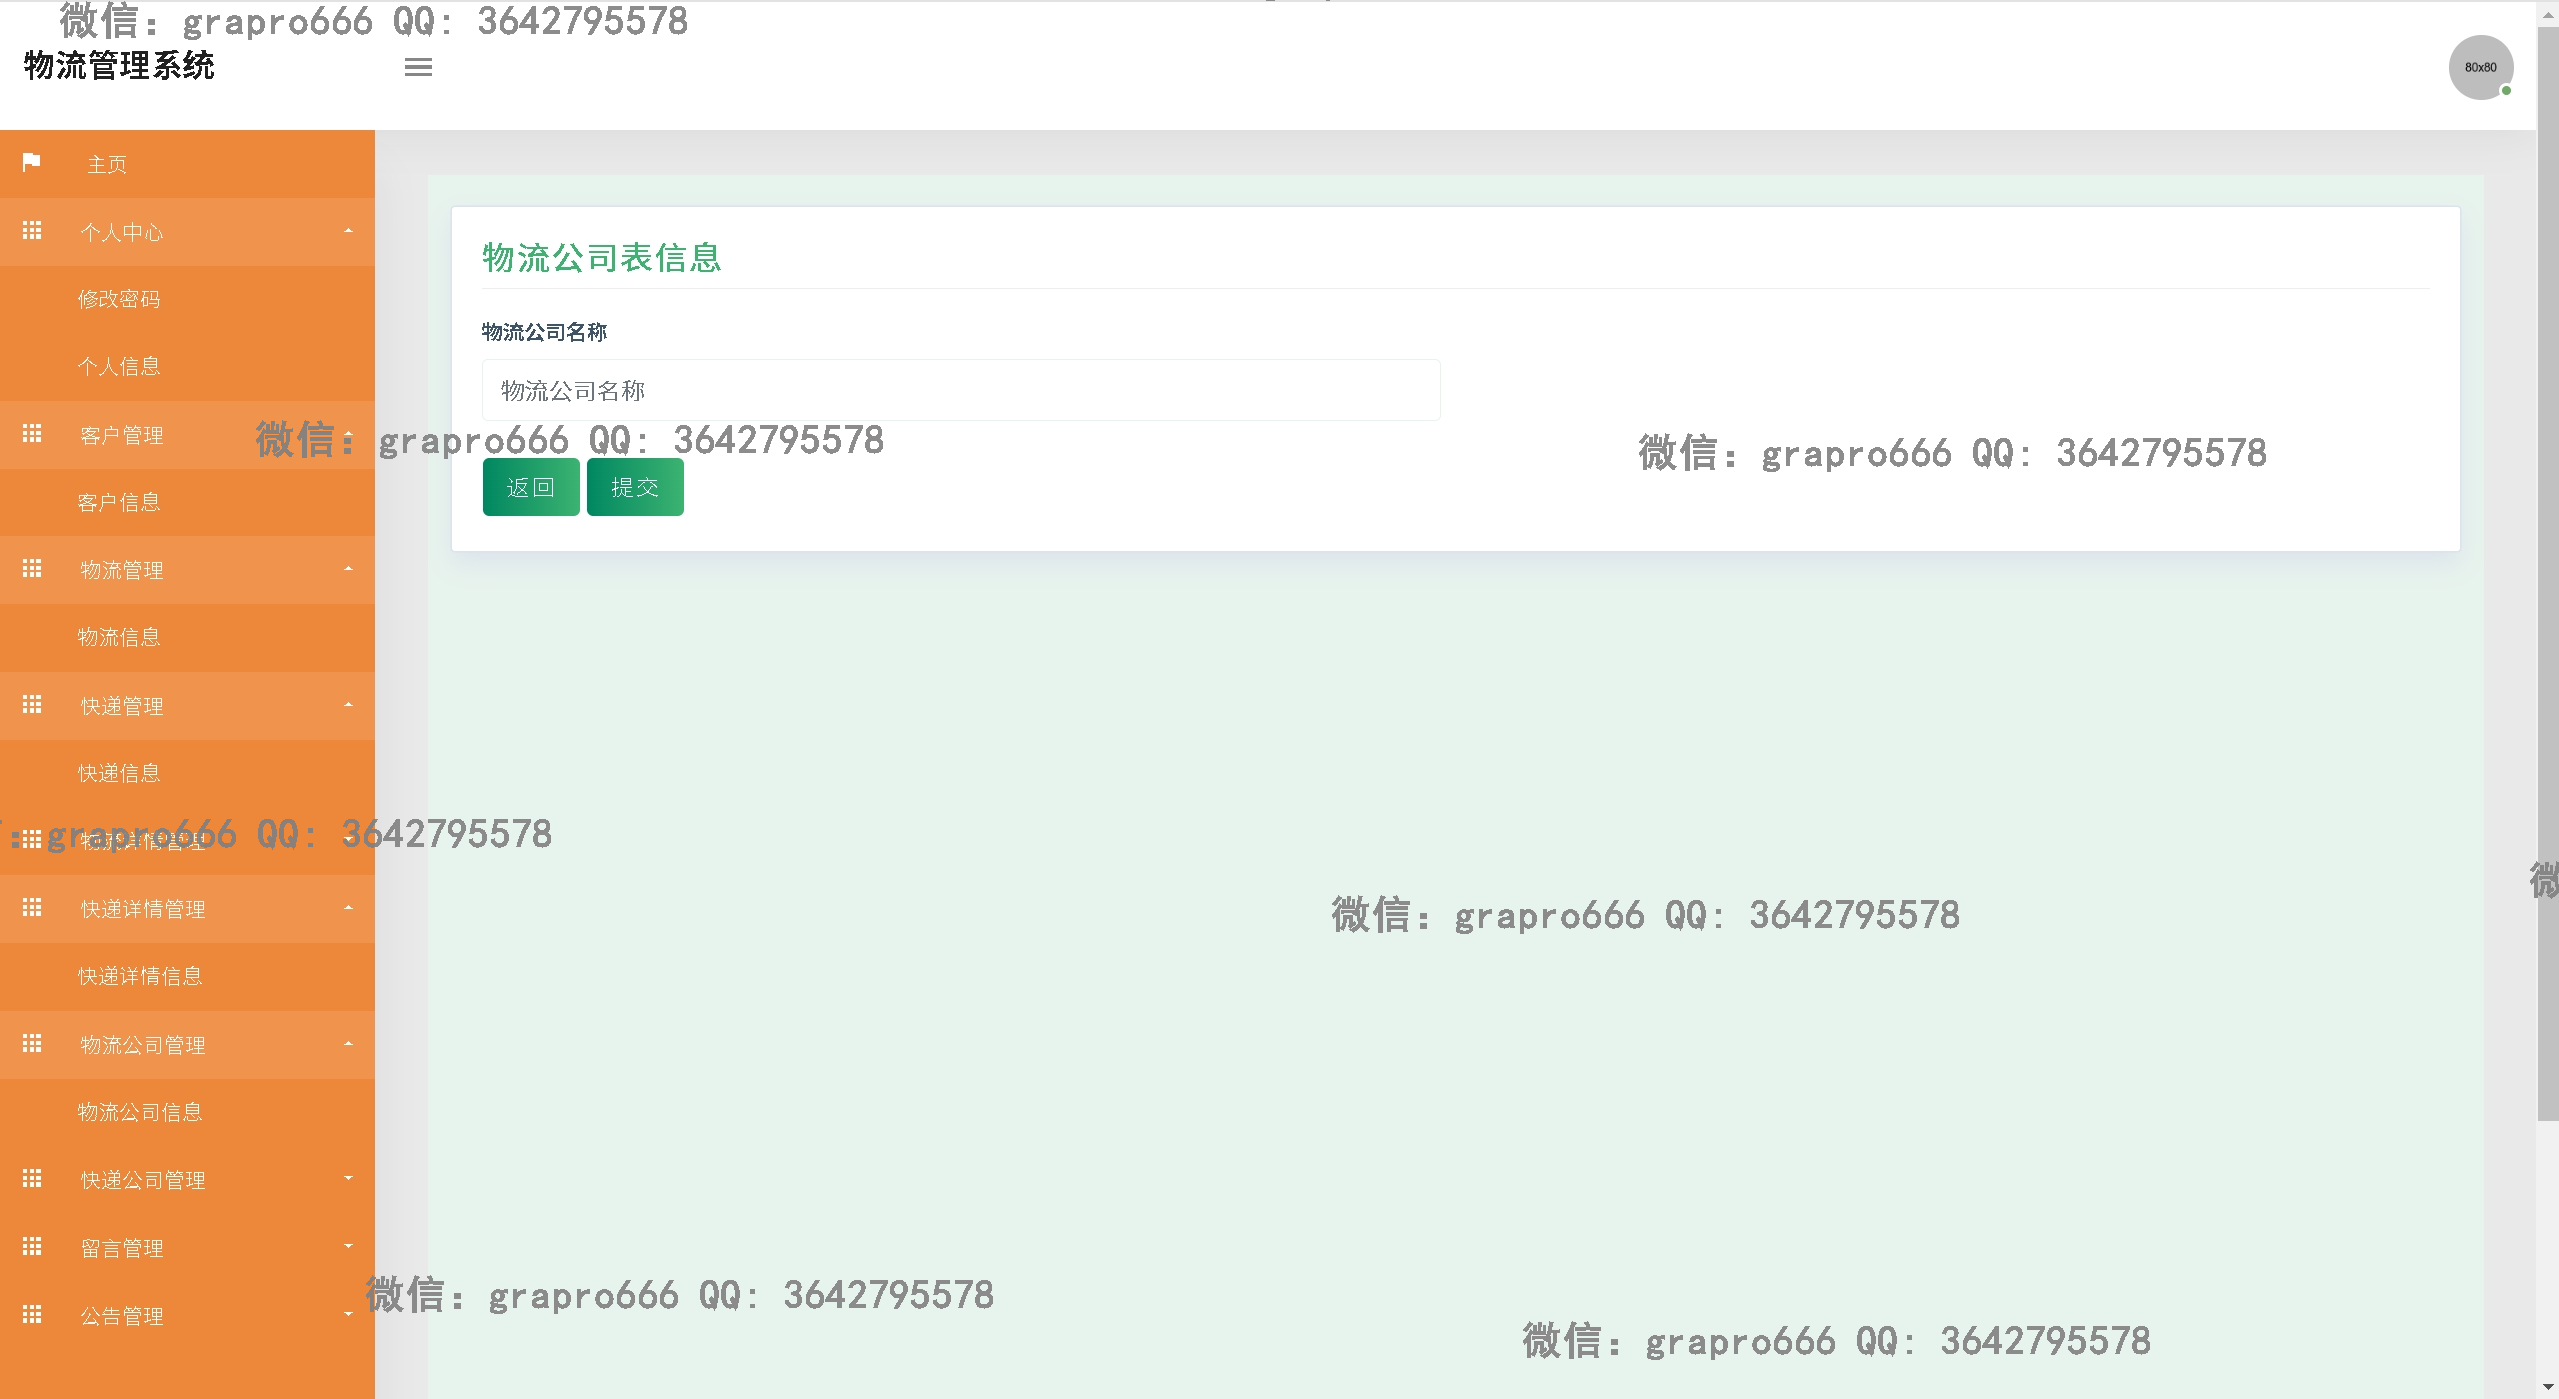 微信：grapro666 QQ：3642795578
物流管理系统
80x80
主页
个人中心
修改密码
个人信息
客户管理
客户信息
物流管理
物流信息
快递管理
快递信息
物流详情管理
快递详情管理
快递详情信息
物流公司管理
物流公司信息
快递公司管理
留言管理
公告管理
物流公司表信息
物流公司名称
物流公司名称
微信：grapro666 QQ：3642795578
微信：grapro666 QQ：3642795578
返回 提交
：grapro666 QQ：3642795578
微
微信：grapro666 QQ：3642795578
微信：grapro666 QQ：3642795578
微信：grapro666 QQ：3642795578